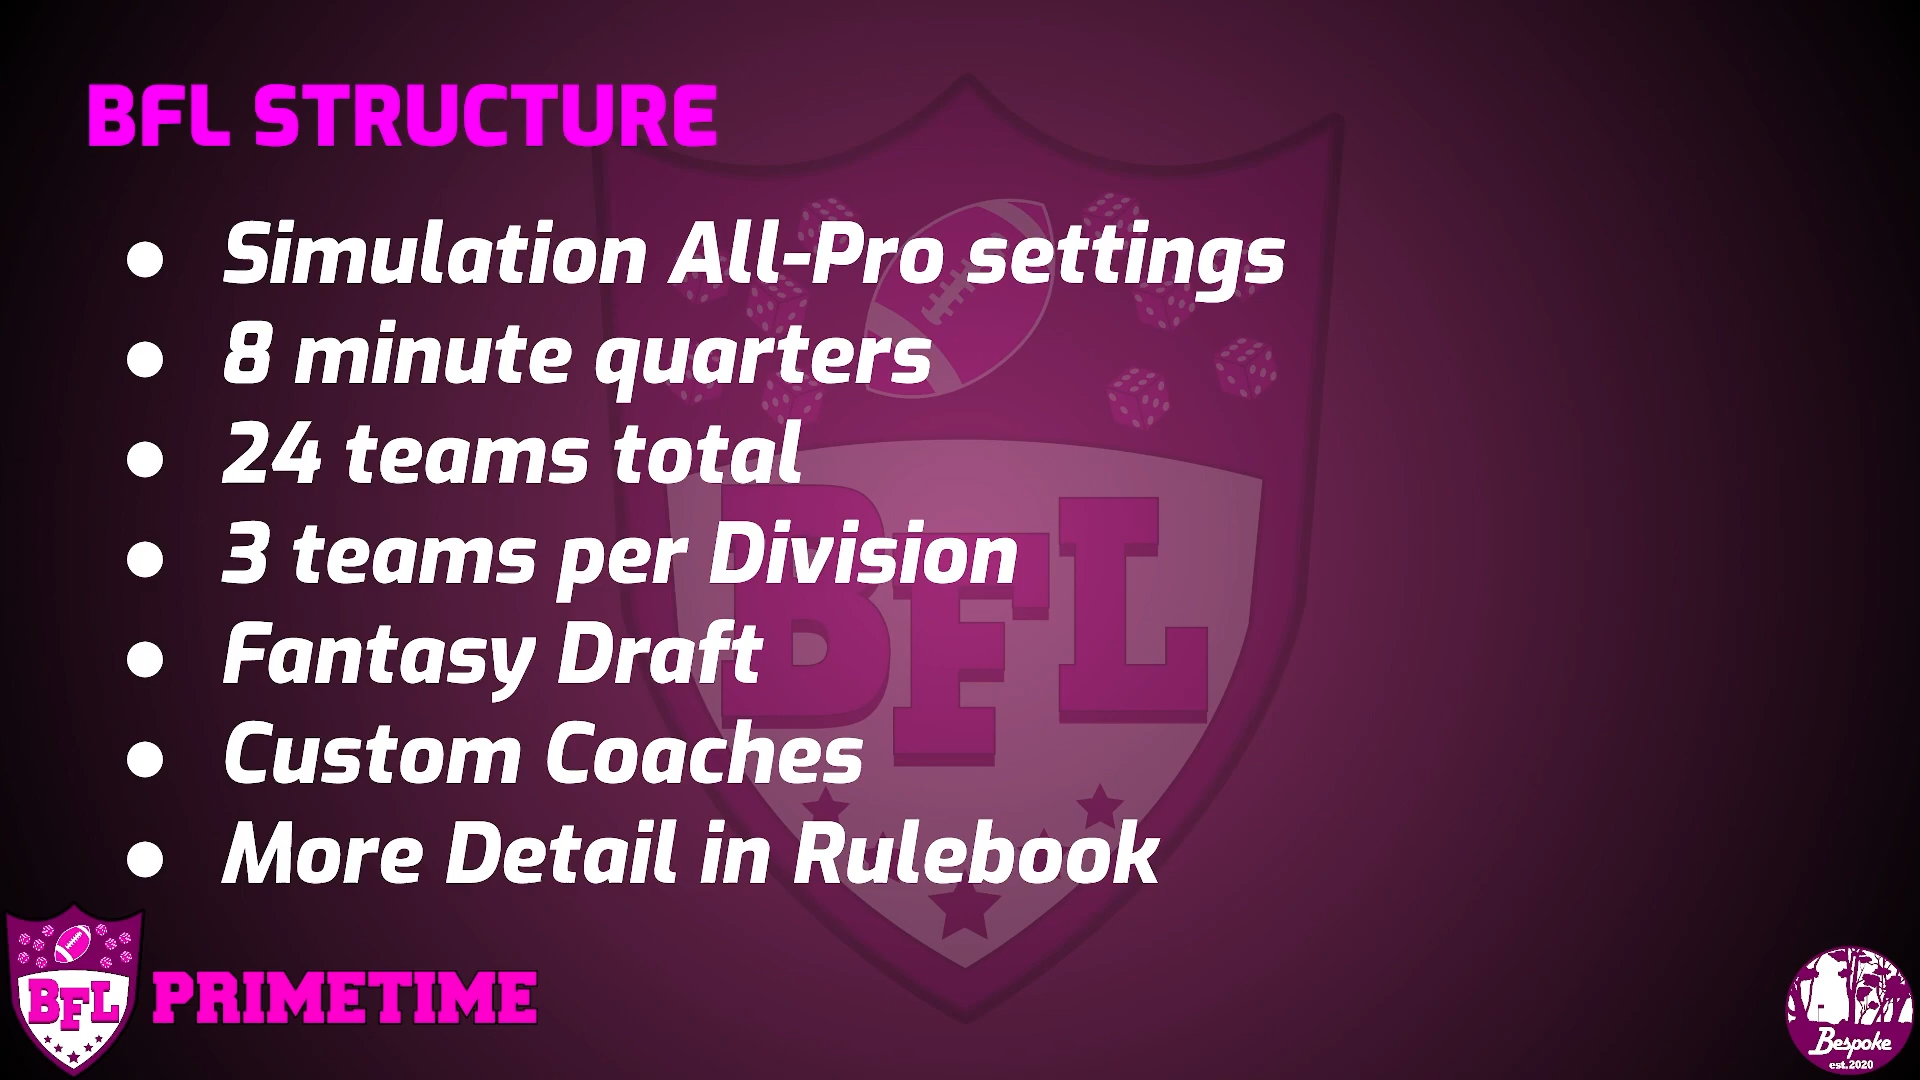 BFL STRUCTURE
● Simulation All-Pro settings
● 8 minute quarters
● 24 teams total
● 3 teams per Division
● Fantasy Draft
● Custom Coaches
● More Detail in Rulebook
BFL
BFL PRIMETIME
Bespoke
est.2020